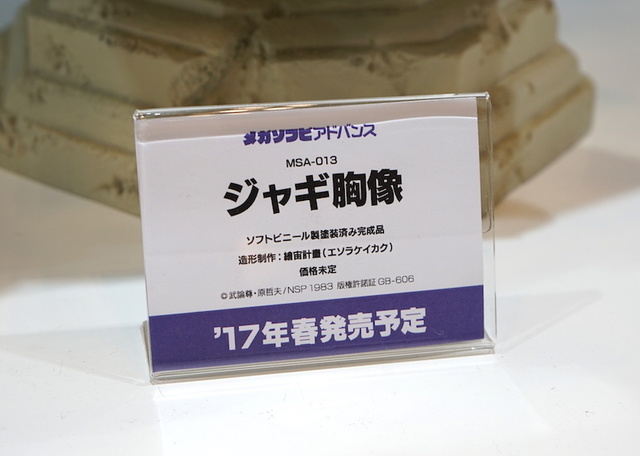 メガソフビアドバンス
MSA-013
ジャギ胸像
ソフトビニール製塗装済み完成品
造形制作：繪宙計畫(エソラケイカク)
価格未定
©武論尊・原哲夫/NSP 1983 版権許諾証GB-606
’17年春発売予定